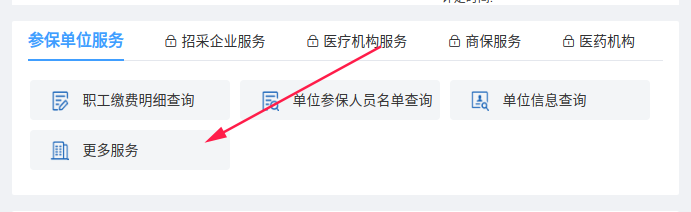 参保单位服务 招采企业服务 医疗机构服务 商保服务 医药机构
职工缴费明细查询 单位参保人员名单查询 单位信息查询
更多服务